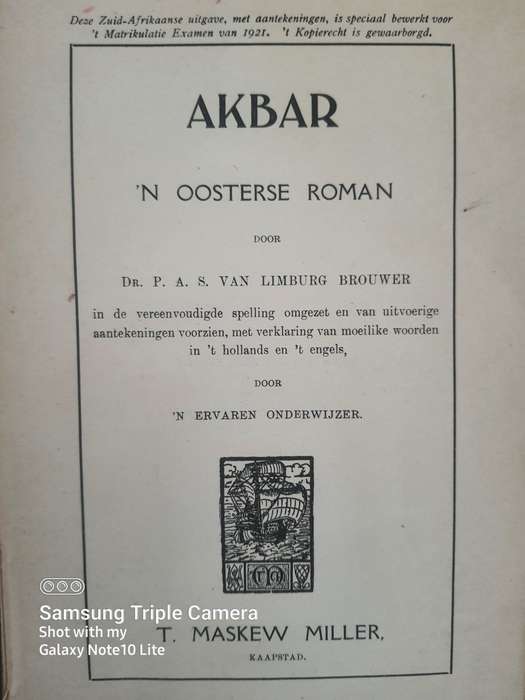 Deze Zuid-Afrikaanse uitgave, met aantekeningen, is speciaal bewerkt voor
't Matrikulatie Examen van 1921. 't Kopierecht is gewaarborgd.
AKBAR
'N OOSTERSE ROMAN
DOOR
DR. P. A. S. VAN LIMBURG BROUWER
in de vereenvoudigde spelling omgezet en van uitvoerige
aantekeningen voorzien, met verklaring van moeilike woorden
in 't hollands en 't engels,
DOOR
'N ERVAREN ONDERWIJZER.
T. MASKEW MILLER,
KAAPSTAD.
Samsung Triple Camera
Shot with my
Galaxy Note10 Lite